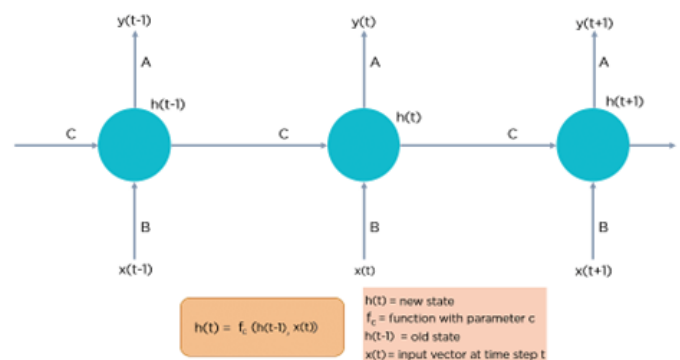 y(t-1) y(t) y(t+1)
A A A
h(t-1) h(t) h(t+1)
C C C
B B B
x(t-1) x(t) x(t+1)
h(t) = f_c (h(t-1), x(t))
h(t) = new state
f_c = function with parameter c
h(t-1) = old state
x(t) = input vector at time step t